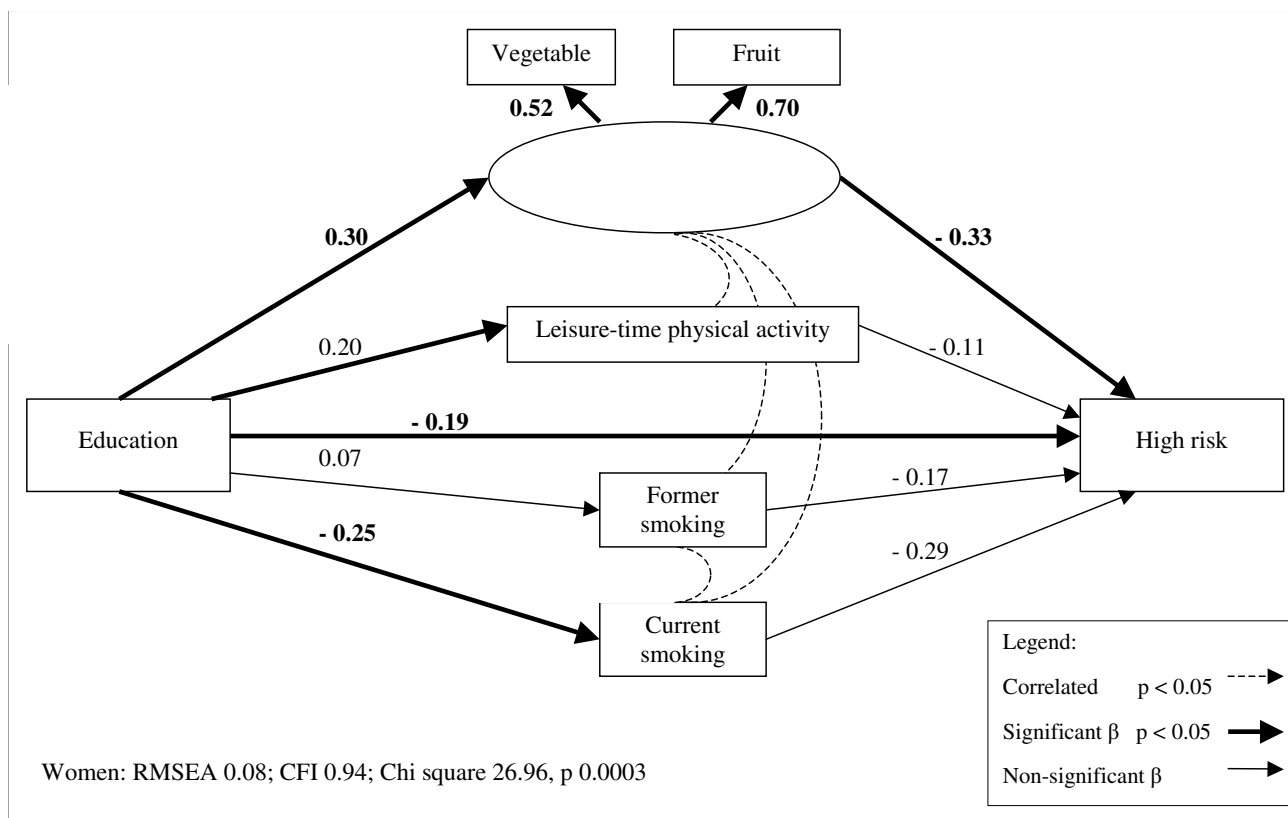 Vegetable
Fruit
0.52
0.70
0.30
- 0.33
Leisure-time physical activity
0.20
- 0.11
Education
- 0.19
High risk
0.07
Former
smoking
- 0.17
- 0.25
- 0.29
Current
smoking
Legend:
Correlated p < 0.05
Significant β p < 0.05
Non-significant β
Women: RMSEA 0.08; CFI 0.94; Chi square 26.96, p 0.0003